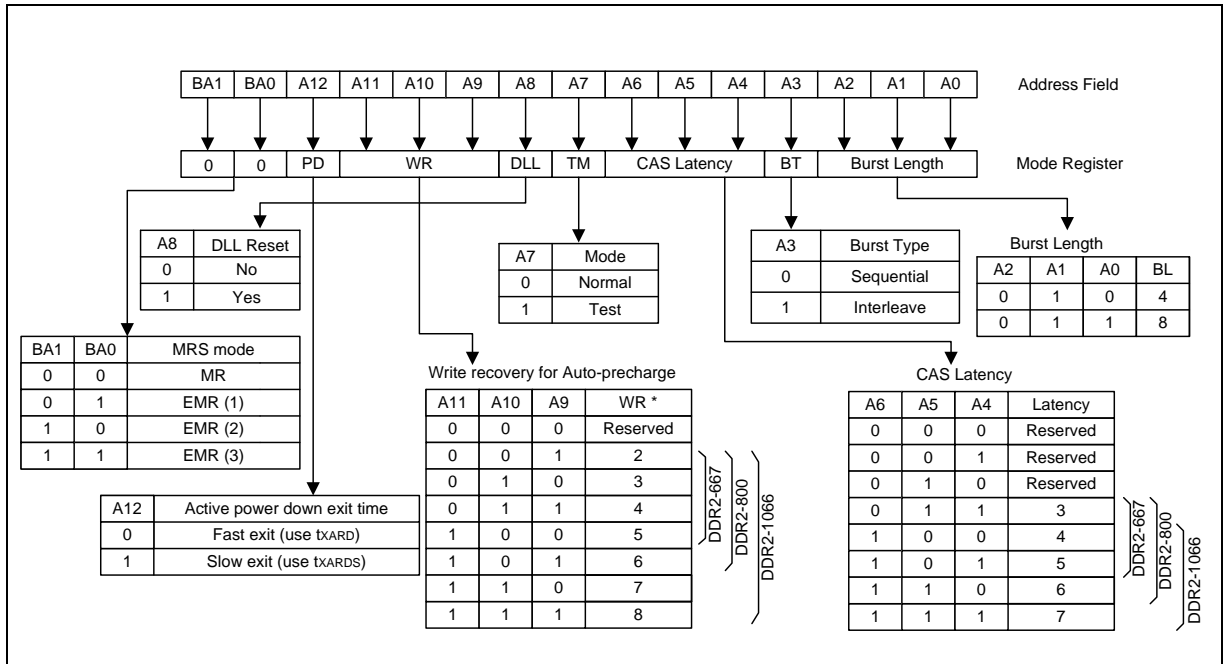 BA1 BA0 A12 A11 A10 A9 A8 A7 A6 A5 A4 A3 A2 A1 A0 Address Field
0 0 PD WR DLL TM CAS Latency BT Burst Length Mode Register
A8 DLL Reset
0 No
1 Yes
A7 Mode
0 Normal
1 Test
A3 Burst Type
0 Sequential
1 Interleave
Burst Length
A2 A1 A0 BL
0 1 0 4
0 1 1 8
BA1 BA0 MRS mode
0 0 MR
0 1 EMR (1)
1 0 EMR (2)
1 1 EMR (3)
A12 Active power down exit time
0 Fast exit (use tXARD)
1 Slow exit (use tXARDS)
Write recovery for Auto-precharge
A11 A10 A9 WR *
0 0 0 Reserved
0 0 1 2
0 1 0 3
0 1 1 4
1 0 0 5
1 0 1 6
1 1 0 7
1 1 1 8
DDR2-667
DDR2-800
DDR2-1066
CAS Latency
A6 A5 A4 Latency
0 0 0 Reserved
0 0 1 Reserved
0 1 0 Reserved
0 1 1 3
1 0 0 4
1 0 1 5
1 1 0 6
1 1 1 7
DDR2-667
DDR2-800
DDR2-1066